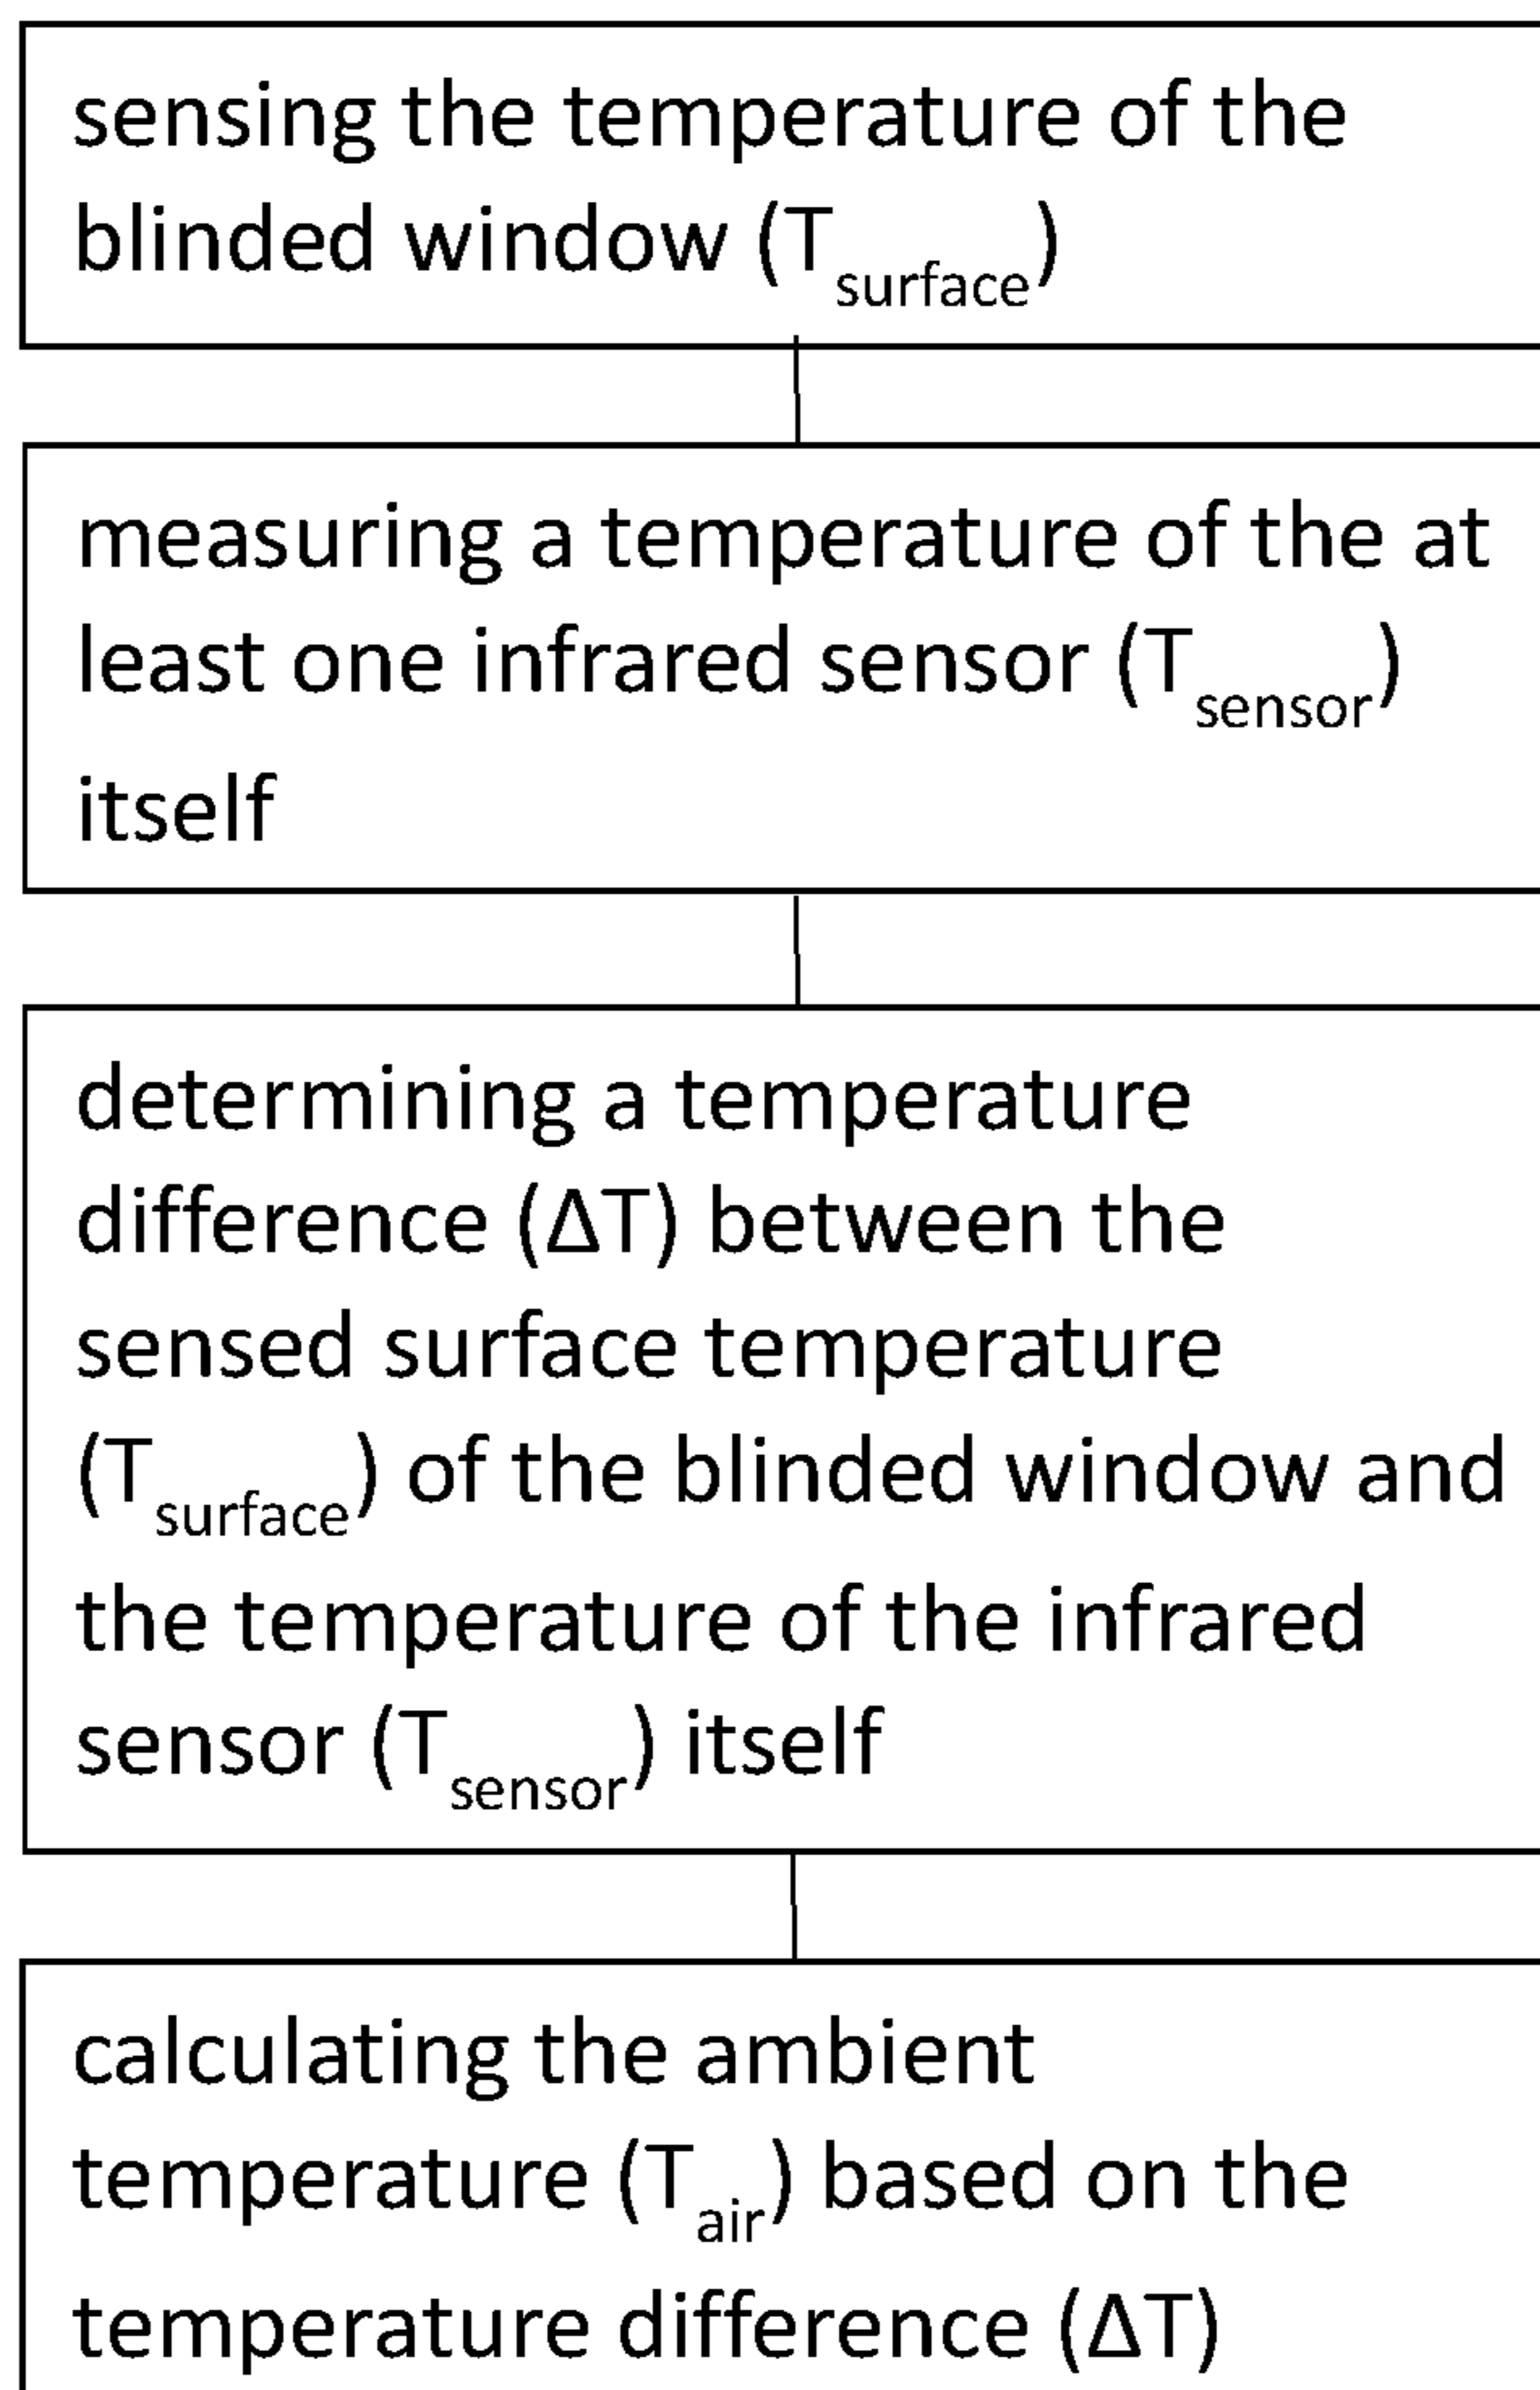 sensing the temperature of the
blinded window (Tsurface)
measuring a temperature of the at
least one infrared sensor (Tsensor)
itself
determining a temperature
difference (ΔT) between the
sensed surface temperature
(Tsurface) of the blinded window and
the temperature of the infrared
sensor (Tsensor) itself
calculating the ambient
temperature (Tair) based on the
temperature difference (ΔT)